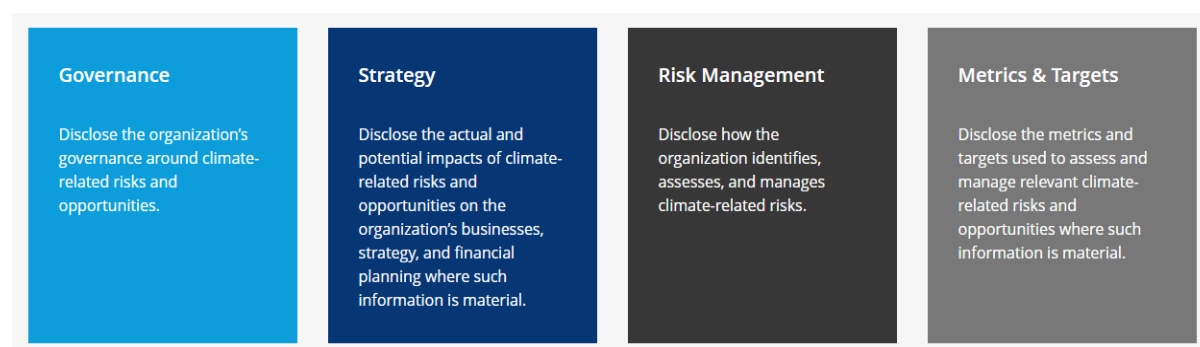 Governance
Disclose the organization's
governance around climate-
related risks and
opportunities.
Strategy
Disclose the actual and
potential impacts of climate-
related risks and
opportunities on the
organization's businesses,
strategy, and financial
planning where such
information is material.
Risk Management
Disclose how the
organization identifies,
assesses, and manages
climate-related risks.
Metrics & Targets
Disclose the metrics and
targets used to assess and
manage relevant climate-
related risks and
opportunities where such
information is material.